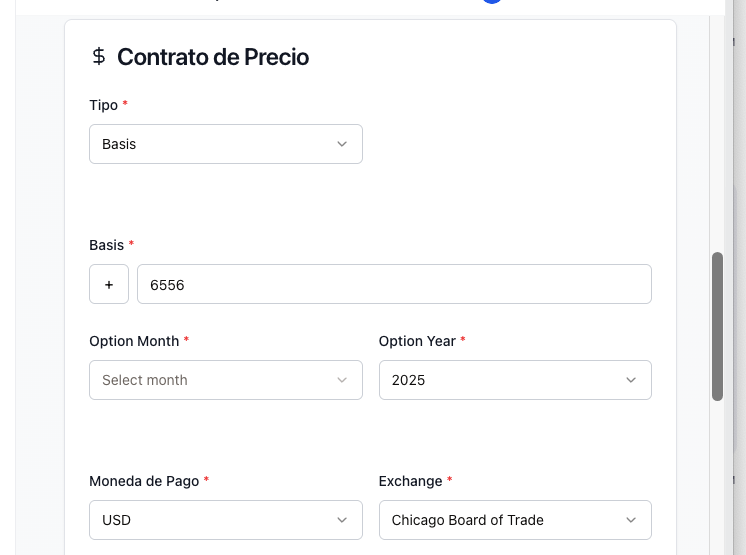 $ Contrato de Precio
Tipo *
Basis
Basis *
+ 6556
Option Month * Option Year *
Select month 2025
Moneda de Pago * Exchange *
USD Chicago Board of Trade